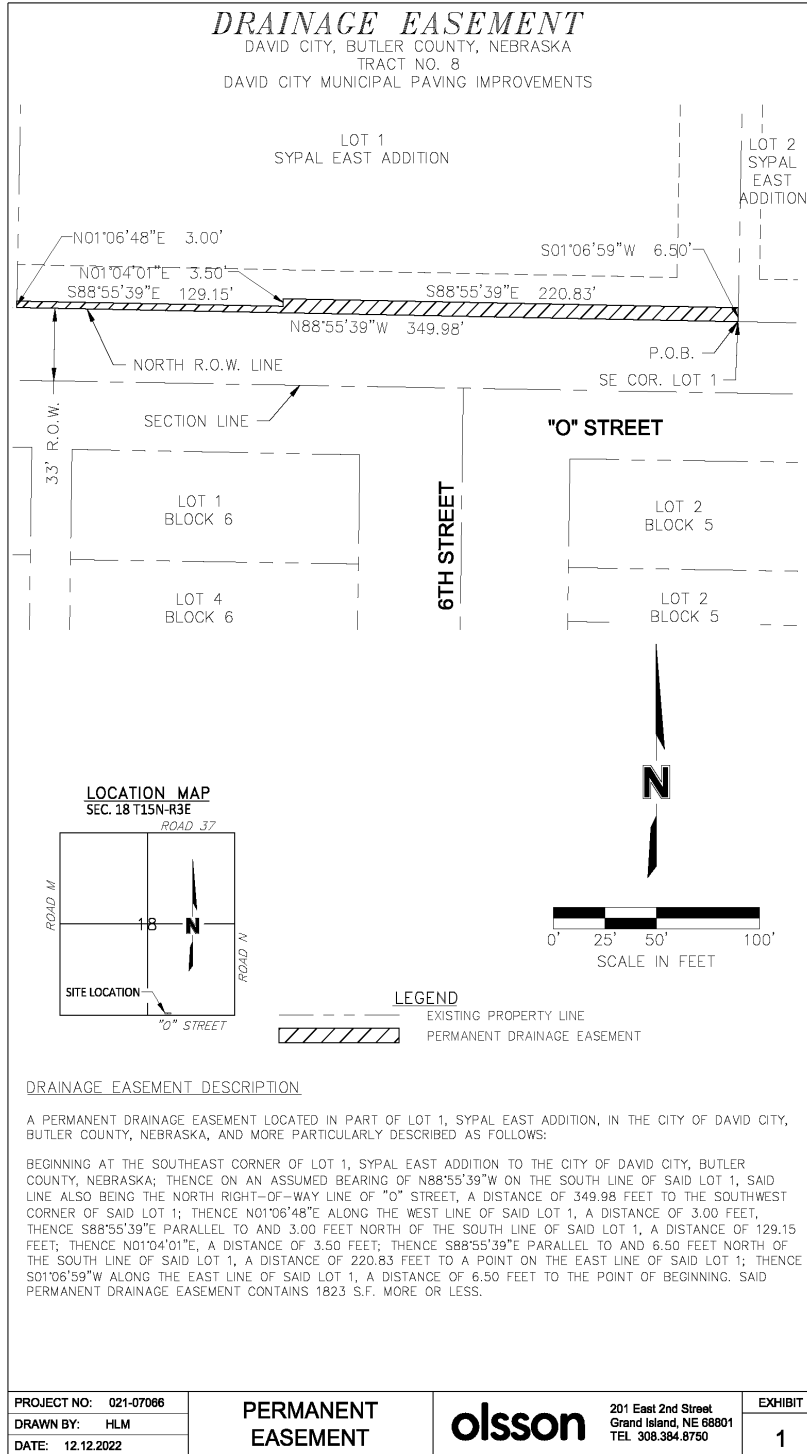 DRAINAGE EASEMENT
DAVID CITY, BUTLER COUNTY, NEBRASKA
TRACT NO. 8
DAVID CITY MUNICIPAL PAVING IMPROVEMENTS
LOT 1
SYPAL EAST ADDITION
LOT 2
SYPAL
EAST
ADDITION
N01°06'48"E 3.00'
S01°06'59"W 6.50'
N01°04'01"E 3.50'
S88°55'39"E 129.15'
S88°55'39"E 220.83'
N88°55'39"W 349.98'
P.O.B.
NORTH R.O.W. LINE
SE COR. LOT 1
SECTION LINE
"O" STREET
33' R.O.W.
LOT 1
BLOCK 6
6TH STREET
LOT 2
BLOCK 5
LOT 4
BLOCK 6
LOT 2
BLOCK 5
N
LOCATION MAP
SEC. 18 T15N-R3E
ROAD 37
ROAD M
18
N
ROAD N
SITE LOCATION
"O" STREET
0' 25' 50' 100'
SCALE IN FEET
LEGEND
EXISTING PROPERTY LINE
PERMANENT DRAINAGE EASEMENT
DRAINAGE EASEMENT DESCRIPTION
A PERMANENT DRAINAGE EASEMENT LOCATED IN PART OF LOT 1, SYPAL EAST ADDITION, IN THE CITY OF DAVID CITY,
BUTLER COUNTY, NEBRASKA, AND MORE PARTICULARLY DESCRIBED AS FOLLOWS:
BEGINNING AT THE SOUTHEAST CORNER OF LOT 1, SYPAL EAST ADDITION TO THE CITY OF DAVID CITY, BUTLER
COUNTY, NEBRASKA; THENCE ON AN ASSUMED BEARING OF N88°55'39"W ON THE SOUTH LINE OF SAID LOT 1, SAID
LINE ALSO BEING THE NORTH RIGHT-OF-WAY LINE OF "O" STREET, A DISTANCE OF 349.98 FEET TO THE SOUTHWEST
CORNER OF SAID LOT 1; THENCE N01°06'48"E ALONG THE WEST LINE OF SAID LOT 1, A DISTANCE OF 3.00 FEET,
THENCE S88°55'39"E PARALLEL TO AND 3.00 FEET NORTH OF THE SOUTH LINE OF SAID LOT 1, A DISTANCE OF 129.15
FEET; THENCE N01°04'01"E, A DISTANCE OF 3.50 FEET; THENCE S88°55'39"E PARALLEL TO AND 6.50 FEET NORTH OF
THE SOUTH LINE OF SAID LOT 1, A DISTANCE OF 220.83 FEET TO A POINT ON THE EAST LINE OF SAID LOT 1; THENCE
S01°06'59"W ALONG THE EAST LINE OF SAID LOT 1, A DISTANCE OF 6.50 FEET TO THE POINT OF BEGINNING. SAID
PERMANENT DRAINAGE EASEMENT CONTAINS 1823 S.F. MORE OR LESS.
PROJECT NO: 021-07066
DRAWN BY: HLM
DATE: 12.12.2022
PERMANENT
EASEMENT
olsson
201 East 2nd Street
Grand Island, NE 68801
TEL 308.384.8750
EXHIBIT
1